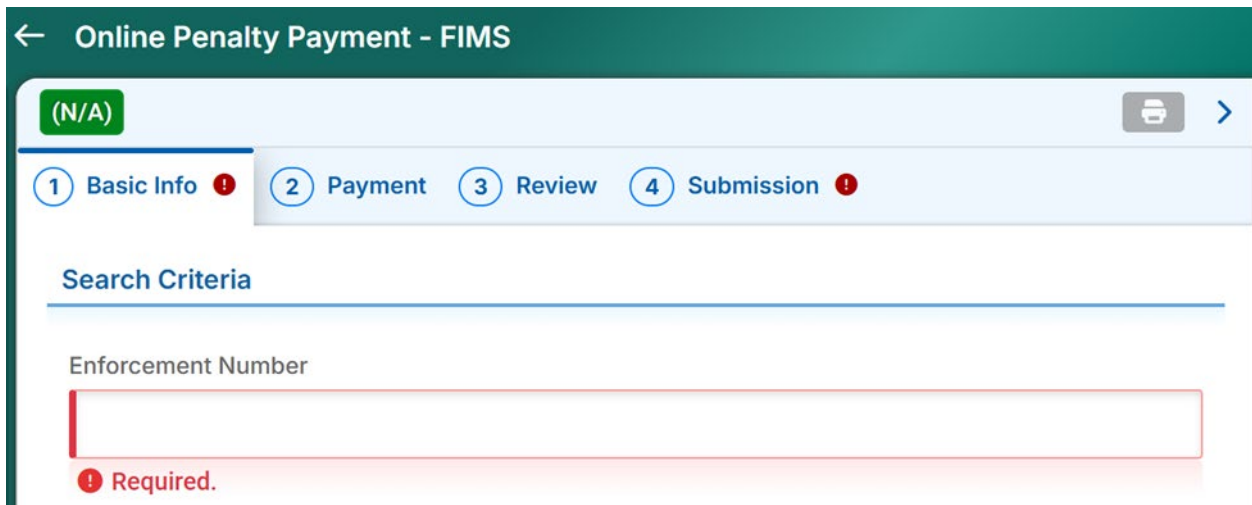 Online Penalty Payment - FIMS
(N/A)
1 Basic Info 2 Payment 3 Review 4 Submission
Search Criteria
Enforcement Number
Required.